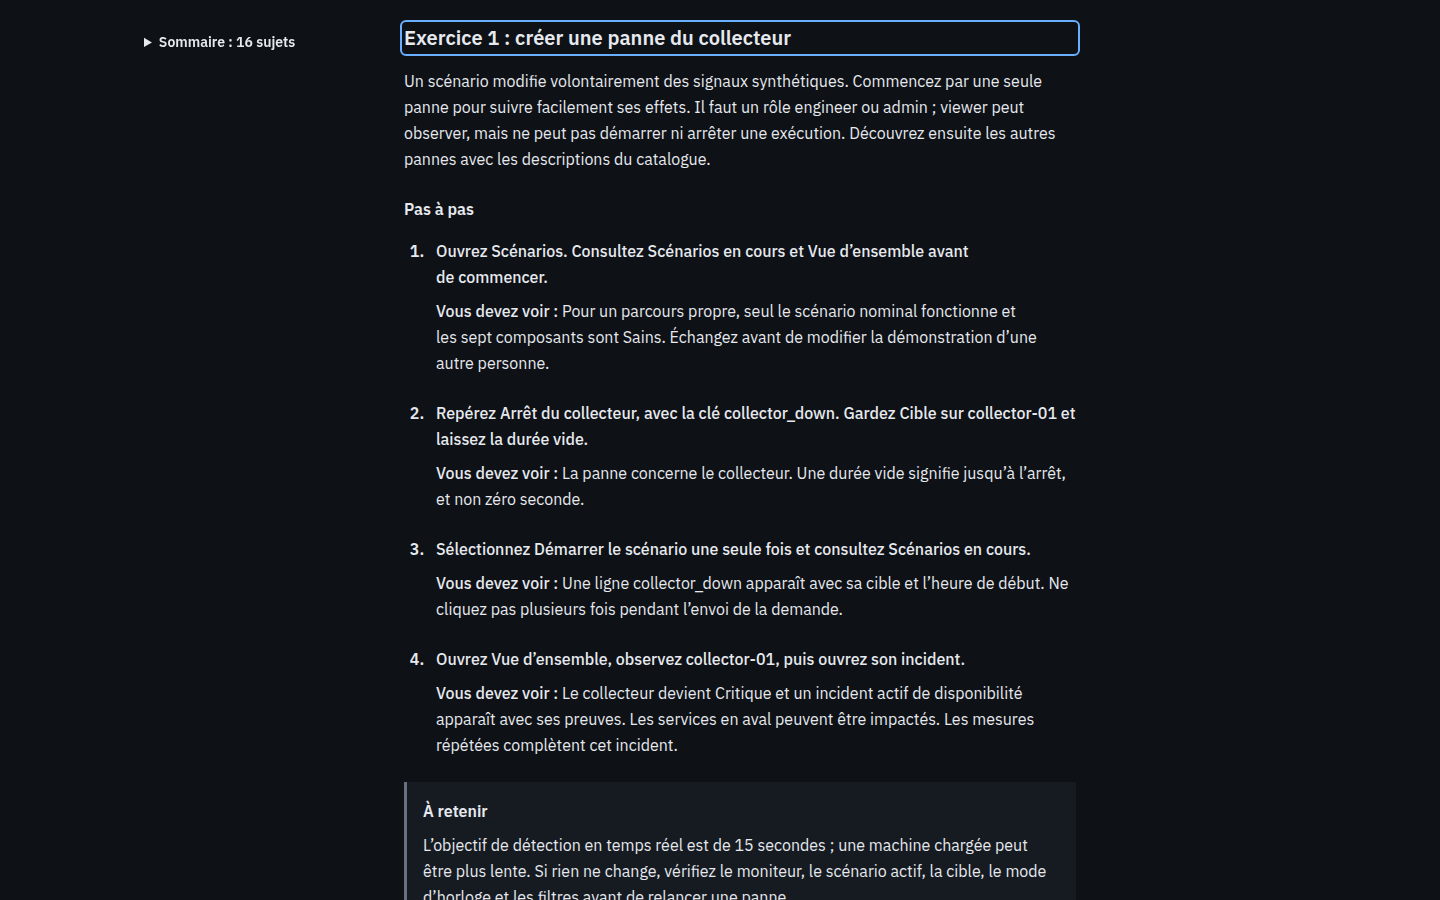 Sommaire : 16 sujets
Exercice 1 : créer une panne du collecteur
Un scénario modifie volontairement des signaux synthétiques. Commencez par une seule
panne pour suivre facilement ses effets. Il faut un rôle engineer ou admin ; viewer peut
observer, mais ne peut pas démarrer ni arrêter une exécution. Découvrez ensuite les autres
pannes avec les descriptions du catalogue.
Pas à pas
1. Ouvrez Scénarios. Consultez Scénarios en cours et Vue d’ensemble avant
de commencer.
Vous devez voir : Pour un parcours propre, seul le scénario nominal fonctionne et
les sept composants sont Sains. Échangez avant de modifier la démonstration d’une
autre personne.
2. Repérez Arrêt du collecteur, avec la clé collector_down. Gardez Cible sur collector-01 et
laissez la durée vide.
Vous devez voir : La panne concerne le collecteur. Une durée vide signifie jusqu’à l’arrêt,
et non zéro seconde.
3. Sélectionnez Démarrer le scénario une seule fois et consultez Scénarios en cours.
Vous devez voir : Une ligne collector_down apparaît avec sa cible et l’heure de début. Ne
cliquez pas plusieurs fois pendant l’envoi de la demande.
4. Ouvrez Vue d’ensemble, observez collector-01, puis ouvrez son incident.
Vous devez voir : Le collecteur devient Critique et un incident actif de disponibilité
apparaît avec ses preuves. Les services en aval peuvent être impactés. Les mesures
répétées complètent cet incident.
À retenir
L’objectif de détection en temps réel est de 15 secondes ; une machine chargée peut
être plus lente. Si rien ne change, vérifiez le moniteur, le scénario actif, la cible, le mode
d’horloge et les filtres avant de relancer une panne.